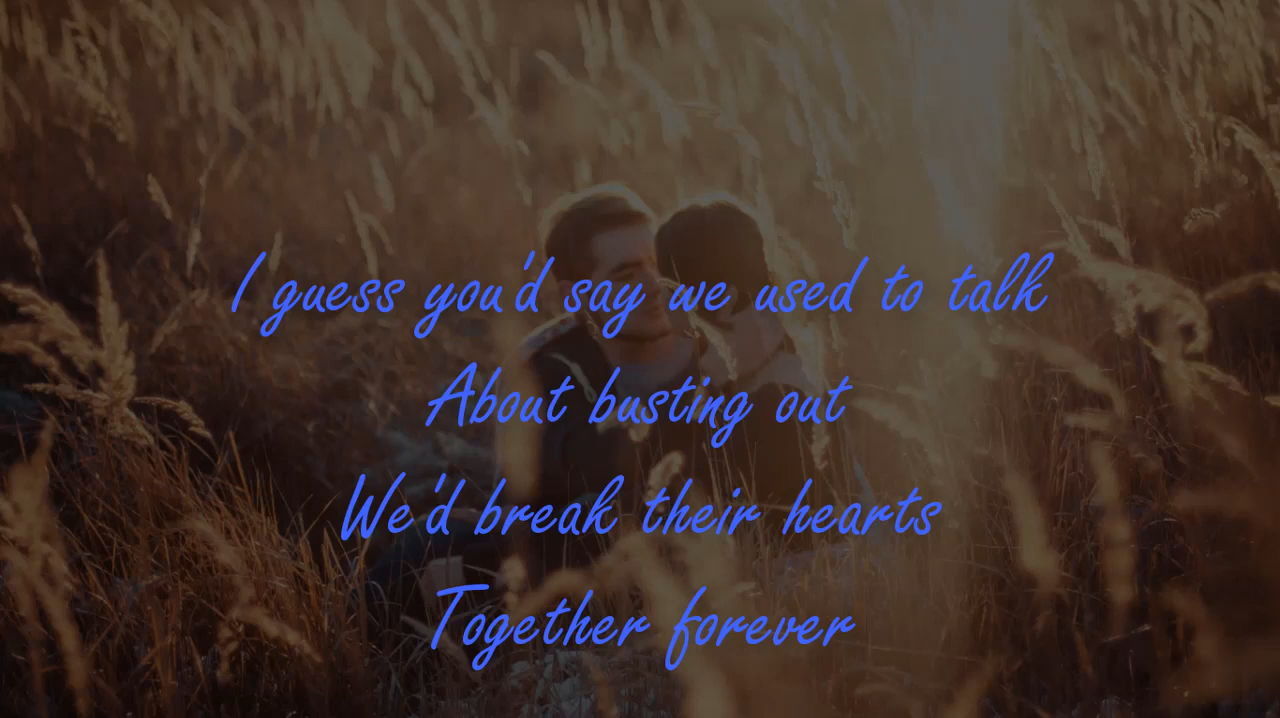 I guess you'd say we used to talk
About busting out
We'd break their hearts
Together forever